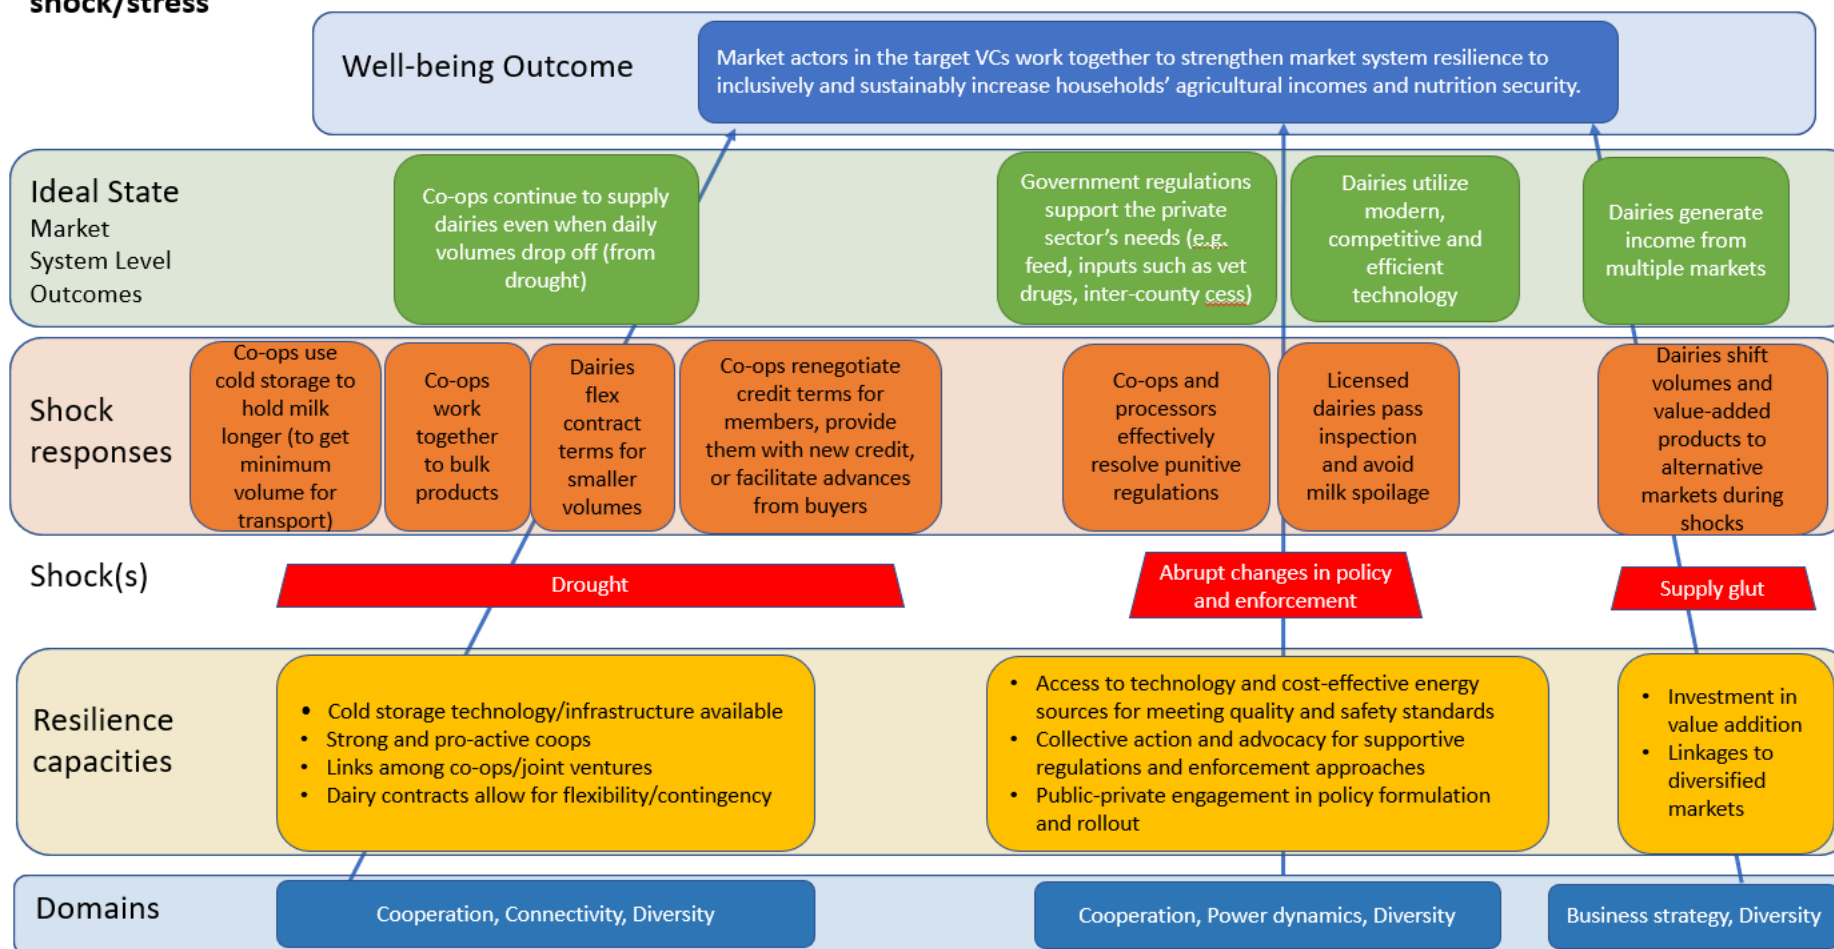 shock/stress
Well-being Outcome
Market actors in the target VCs work together to strengthen market system resilience to
inclusively and sustainably increase households’ agricultural incomes and nutrition security.
Ideal State
Market
System Level
Outcomes
Co-ops continue to supply
dairies even when daily
volumes drop off (from
drought)
Government regulations
support the private
sector’s needs (e.g.
feed, inputs such as vet
drugs, inter-county cess)
Dairies utilize
modern,
competitive and
efficient
technology
Dairies generate
income from
multiple markets
Shock
responses
Co-ops use
cold storage to
hold milk
longer (to get
minimum
volume for
transport)
Co-ops
work
together
to bulk
products
Dairies
flex
contract
terms for
smaller
volumes
Co-ops renegotiate
credit terms for
members, provide
them with new credit,
or facilitate advances
from buyers
Co-ops and
processors
effectively
resolve punitive
regulations
Licensed
dairies pass
inspection
and avoid
milk spoilage
Dairies shift
volumes and
value-added
products to
alternative
markets during
shocks
Shock(s)
Drought
Abrupt changes in policy
and enforcement
Supply glut
Resilience
capacities
• Cold storage technology/infrastructure available
• Strong and pro-active coops
• Links among co-ops/joint ventures
• Dairy contracts allow for flexibility/contingency
• Access to technology and cost-effective energy
sources for meeting quality and safety standards
• Collective action and advocacy for supportive
regulations and enforcement approaches
• Public-private engagement in policy formulation
and rollout
• Investment in
value addition
• Linkages to
diversified
markets
Domains
Cooperation, Connectivity, Diversity
Cooperation, Power dynamics, Diversity
Business strategy, Diversity